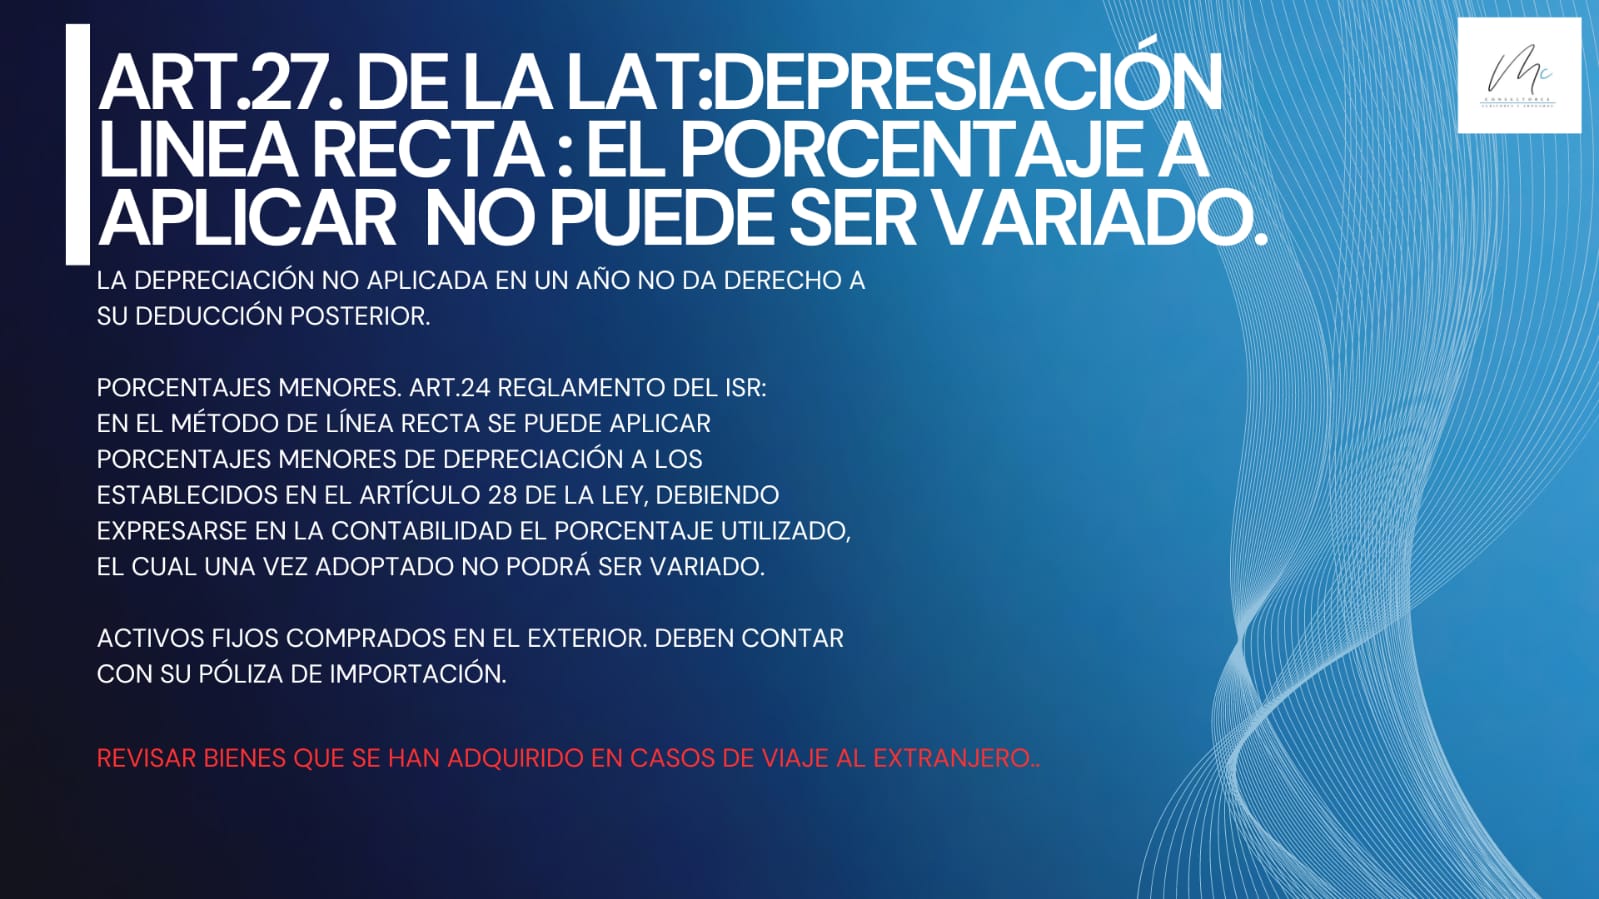 ART.27. DE LA LAT:DEPRESIACIÓN
LINEA RECTA : EL PORCENTAJE A
APLICAR NO PUEDE SER VARIADO.
LA DEPRECIACIÓN NO APLICADA EN UN AÑO NO DA DERECHO A
SU DEDUCCIÓN POSTERIOR.
PORCENTAJES MENORES. ART.24 REGLAMENTO DEL ISR:
EN EL MÉTODO DE LÍNEA RECTA SE PUEDE APLICAR
PORCENTAJES MENORES DE DEPRECIACIÓN A LOS
ESTABLECIDOS EN EL ARTÍCULO 28 DE LA LEY, DEBIENDO
EXPRESARSE EN LA CONTABILIDAD EL PORCENTAJE UTILIZADO,
EL CUAL UNA VEZ ADOPTADO NO PODRÁ SER VARIADO.
ACTIVOS FIJOS COMPRADOS EN EL EXTERIOR. DEBEN CONTAR
CON SU PÓLIZA DE IMPORTACIÓN.
REVISAR BIENES QUE SE HAN ADQUIRIDO EN CASOS DE VIAJE AL EXTRANJERO..
Mc
CONSULTORES